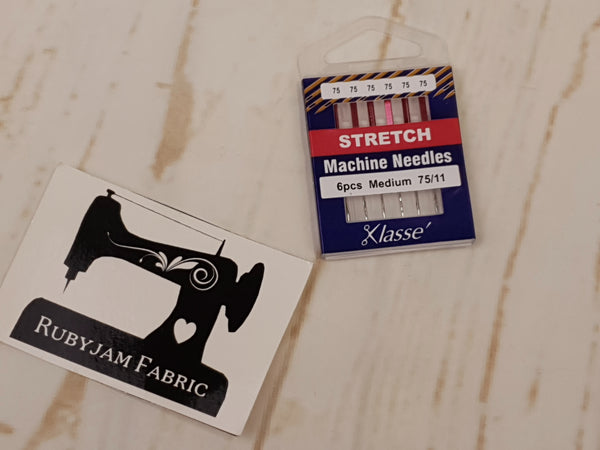 75 75 75 75 75 75
STRETCH
Machine Needles
6pcs Medium 75/11
Klasse´
RUBYJAM FABRIC